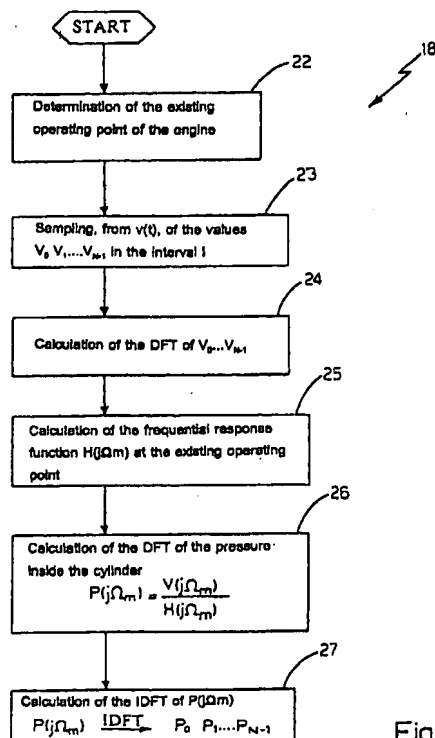 START
18
22
Determination of the existing
operating point of the engine
23
Sampling, from v(t), of the values
V₀ V₁....V_N+1 in the interval I
24
Calculation of the DFT of V₀...V_N-1
25
Calculation of the frequential response
function H(jΩm) at the existing operating
point
26
Calculation of the DFT of the pressure
inside the cylinder
P(jΩm) = V(jΩm)/H(jΩm)
27
Calculation of the IDFT of P(jΩm)
P(jΩm) IDFT P₀ P₁....P_N-1
Fig